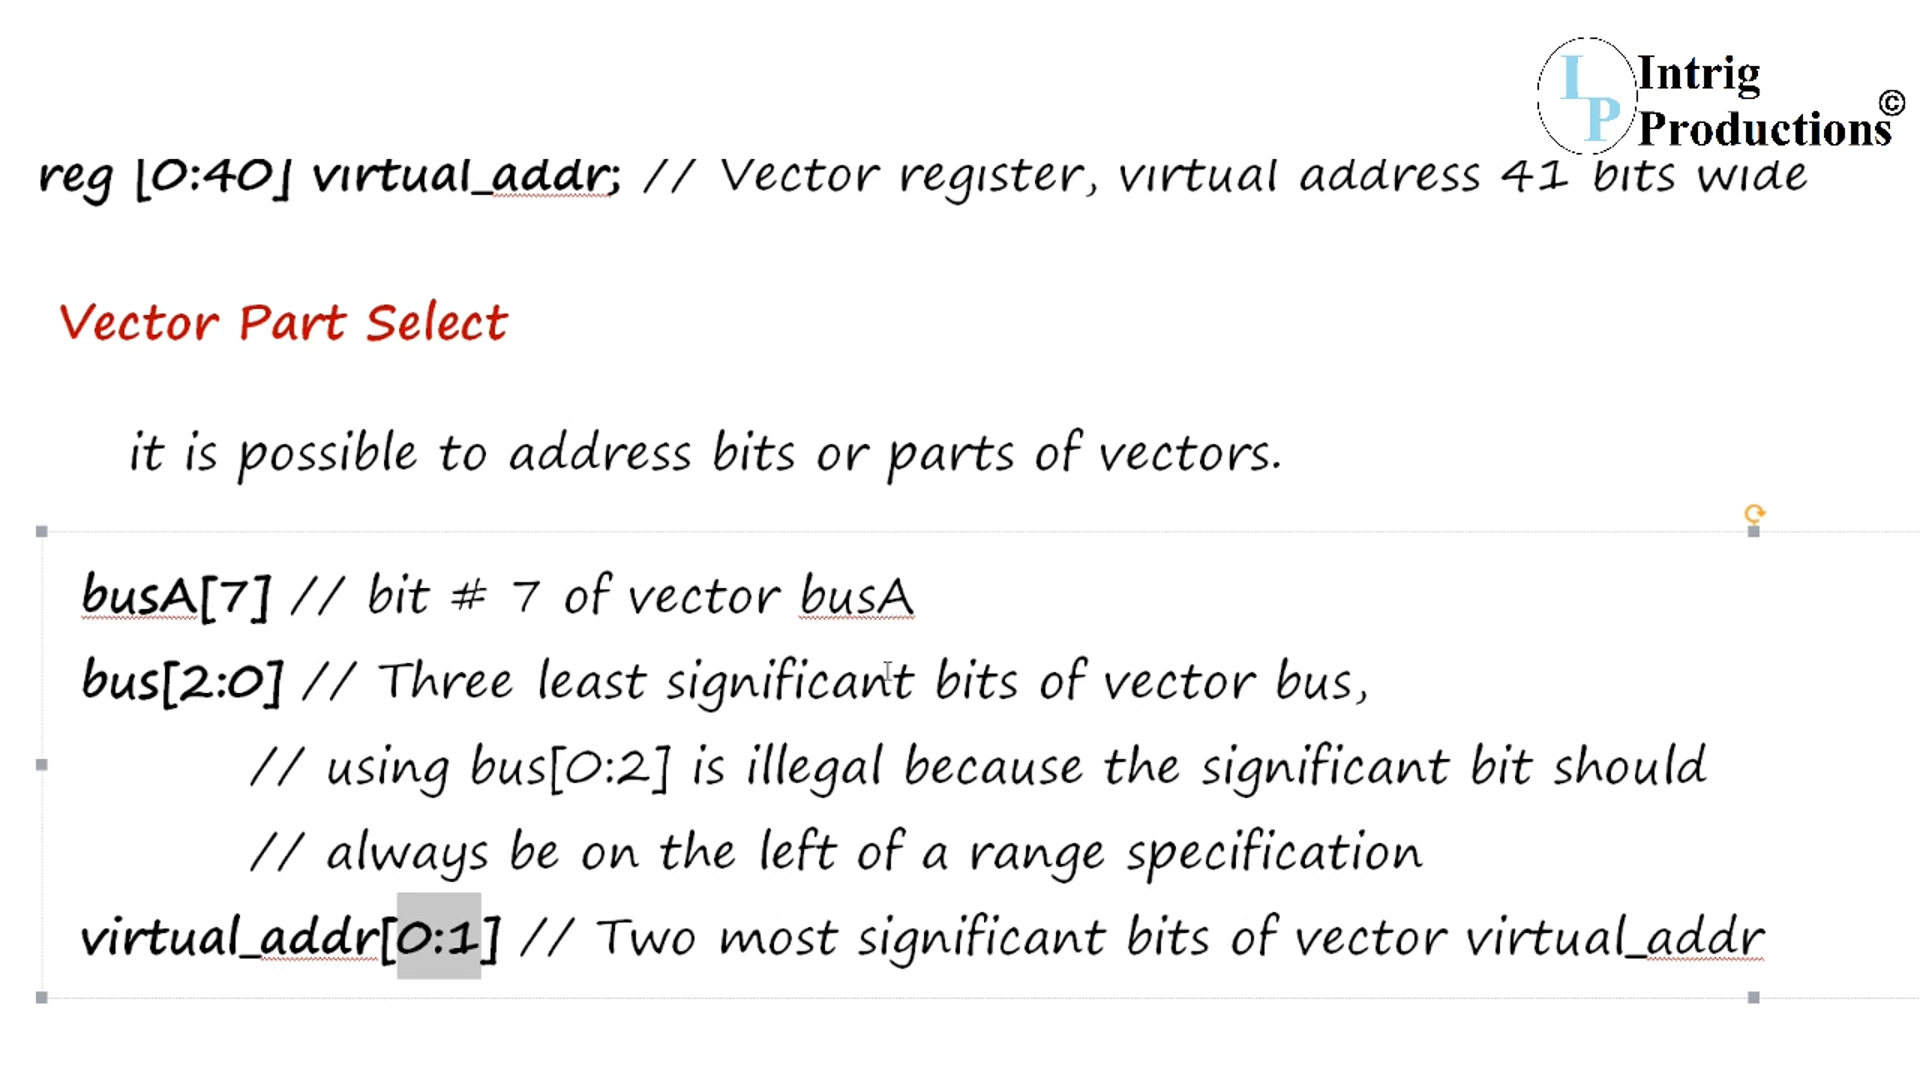 I P Intrig Productions ©
reg [0:40] virtual_addr; // Vector register, virtual address 41 bits wide
Vector Part Select
it is possible to address bits or parts of vectors.
busA[7] // bit # 7 of vector busA
bus[2:0] // Three least significant bits of vector bus,
// using bus[0:2] is illegal because the significant bit should
// always be on the left of a range specification
virtual_addr[0:1] // Two most significant bits of vector virtual_addr